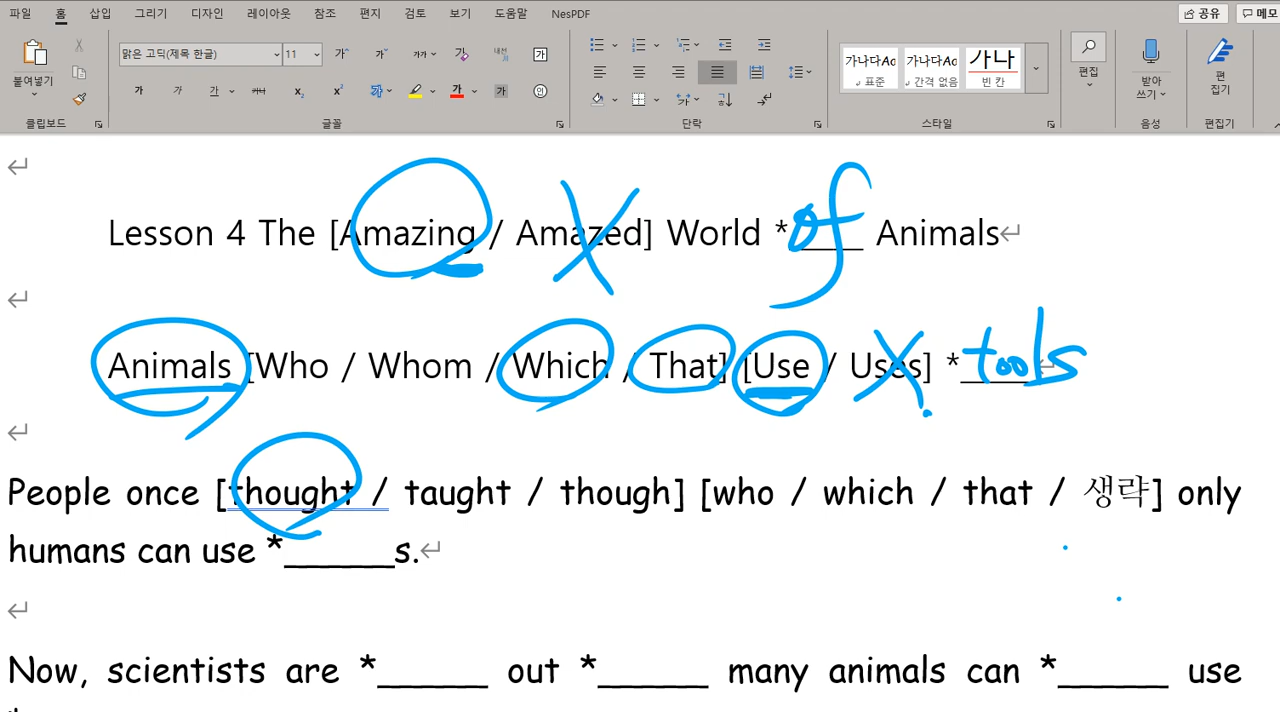 파일 홈 삽입 그리기 디자인 레이아웃 참조 편지 검토 보기 도움말 NesPDF 공유 메모
맑은 고딕(제목 한글) 11 가나다Ac 가나다Ac 가나
붙여넣기 표준 간격 없음 빈 칸 편집 받아쓰기 편집기
클립보드 글꼴 단락 스타일 음성 편집기
Lesson 4 The [Amazing / Amazed] World *of Animals
Animals [Who / Whom / Which / That] [Use / Uses] *tools
People once [thought / taught / though] [who / which / that / 생략] only
humans can use *______s.
Now, scientists are *______ out *______ many animals can *______ use